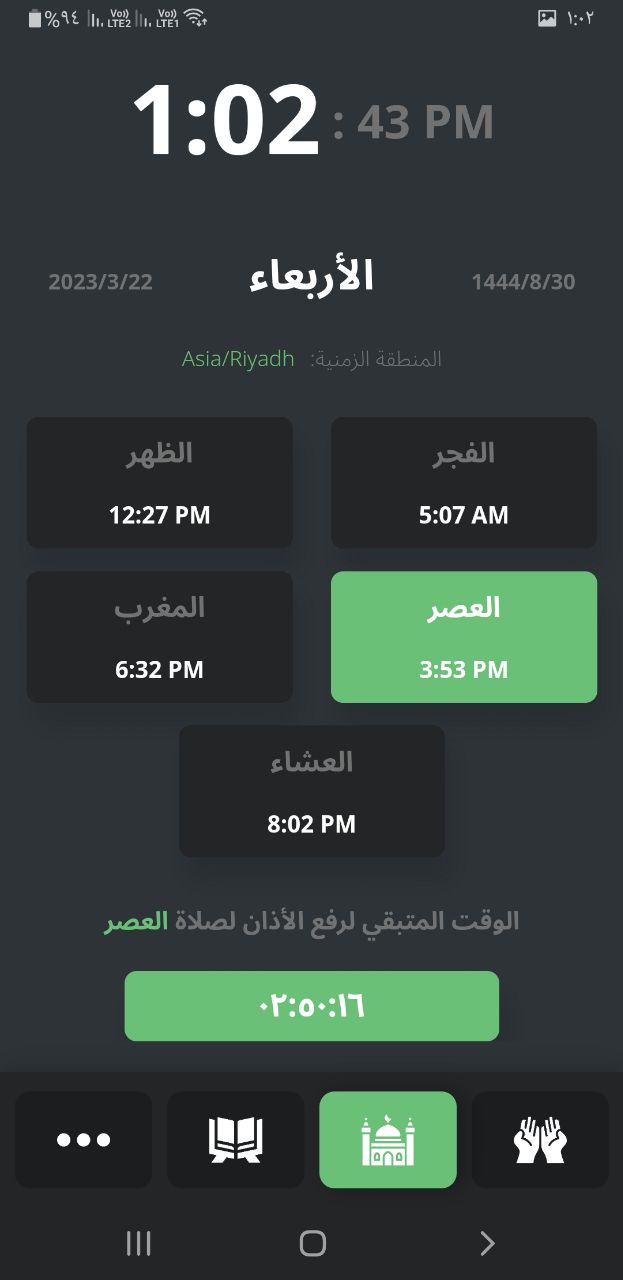 %٩٤ Vo)) LTE2 Vo)) LTE1 ١:٠٢
1:02 : 43 PM
2023/3/22 الأربعاء 1444/8/30
المنطقة الزمنية: Asia/Riyadh
الفجر
5:07 AM
الظهر
12:27 PM
العصر
3:53 PM
المغرب
6:32 PM
العشاء
8:02 PM
الوقت المتبقي لرفع الأذان لصلاة العصر
٠٢:٥٠:١٦